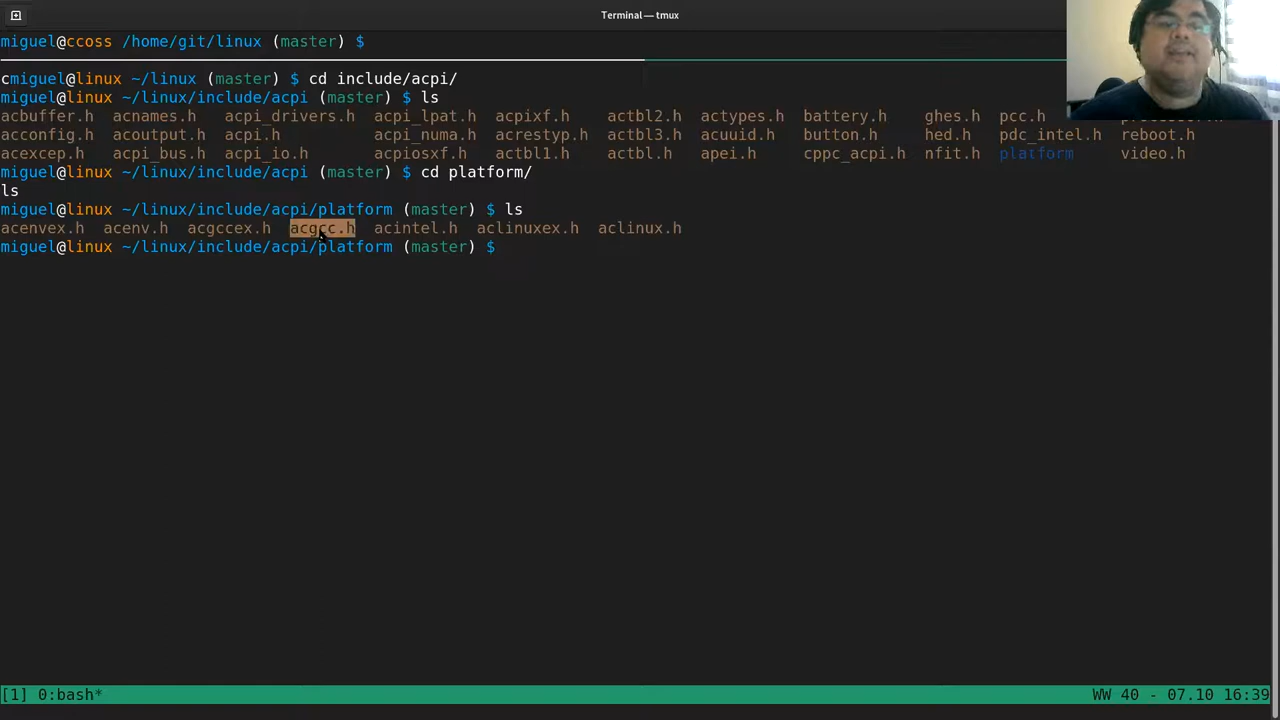 Terminal — tmux
miguel@ccoss /home/git/linux (master) $
cmiguel@linux ~/linux (master) $ cd include/acpi/
miguel@linux ~/linux/include/acpi (master) $ ls
acbuffer.h acnames.h acpi_drivers.h acpi_lpat.h acpixf.h actbl2.h actypes.h battery.h ghes.h pcc.h
acconfig.h acoutput.h acpi.h acpi_numa.h acrestyp.h actbl3.h acuuid.h button.h hed.h pdc_intel.h reboot.h
acexcep.h acpi_bus.h acpi_io.h acpiosxf.h actbl1.h actbl.h apei.h cppc_acpi.h nfit.h platform video.h
miguel@linux ~/linux/include/acpi (master) $ cd platform/
ls
miguel@linux ~/linux/include/acpi/platform (master) $ ls
acenvex.h acenv.h acgccex.h acgcc.h acintel.h aclinuxex.h aclinux.h
miguel@linux ~/linux/include/acpi/platform (master) $
[1] 0:bash* WW 40 - 07.10 16:39